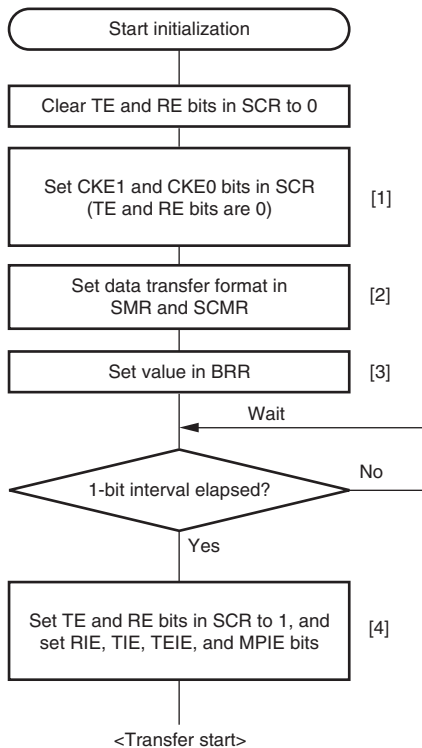 Start initialization
Clear TE and RE bits in SCR to 0
Set CKE1 and CKE0 bits in SCR
(TE and RE bits are 0)
[1]
Set data transfer format in
SMR and SCMR
[2]
Set value in BRR
[3]
Wait
1-bit interval elapsed?
No
Yes
Set TE and RE bits in SCR to 1, and
set RIE, TIE, TEIE, and MPIE bits
[4]
<Transfer start>